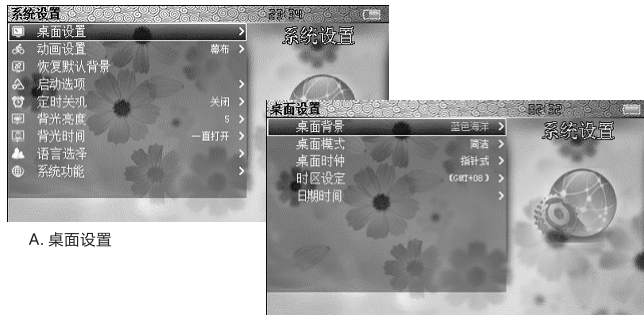 系统设置
23:34
桌面设置
系统设置
动画设置 幕布
恢复默认背景
启动选项
定时关机 关闭
背光亮度 5
背光时间 一直打开
语言选择
系统功能
A. 桌面设置
桌面设置
桌面背景 蓝色海洋
系统设置
桌面模式 简洁
桌面时钟 指针式
时区设定 (GMT+08)
日期时间